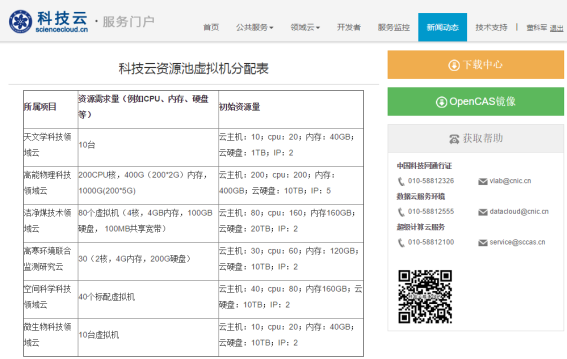 科技云 · 服务门户
sciencecloud.cn
首页 公共服务 领域云 开发者 服务监控 新闻动态 技术支持 | 董科军 退出
科技云资源池虚拟机分配表
所属项目 资源需求量（例如CPU、内存、硬盘等） 初始资源量
天文学科技领域云 10台 云主机：10；cpu：20；内存：40GB；云硬盘：1TB；IP：2
高能物理科技领域云 200CPU核，400G（200*2G）内存，1000G(200*5G) 云主机：200；cpu：200；内存：400GB；云硬盘：10TB；IP：5
洁净煤技术领域云 80个虚拟机（4核，4GB内存，100GB硬盘，100MB共享宽带） 云主机：80；cpu：160；内存160GB；云硬盘：20TB；IP：2
高寒环境联合监测研究云 30（2核，4G内存，200G硬盘） 云主机：30；cpu：60；内存：120GB；云硬盘：10TB；IP：2
空间科学科技领域云 40个标配虚拟机 云主机：40；cpu：80；内存160GB；云硬盘：10TB；IP：2
微生物科技领域云 10台虚拟机 云主机：10；cpu：20；内存：40GB；云硬盘：10TB；IP：2
下载中心
OpenCAS镜像
获取帮助
中国科技网通行证
010-58812326 vlab@cnic.cn
数据云服务环境
010-58812555 datacloud@cnic.cn
超级计算云服务
010-58812100 service@sccas.cn